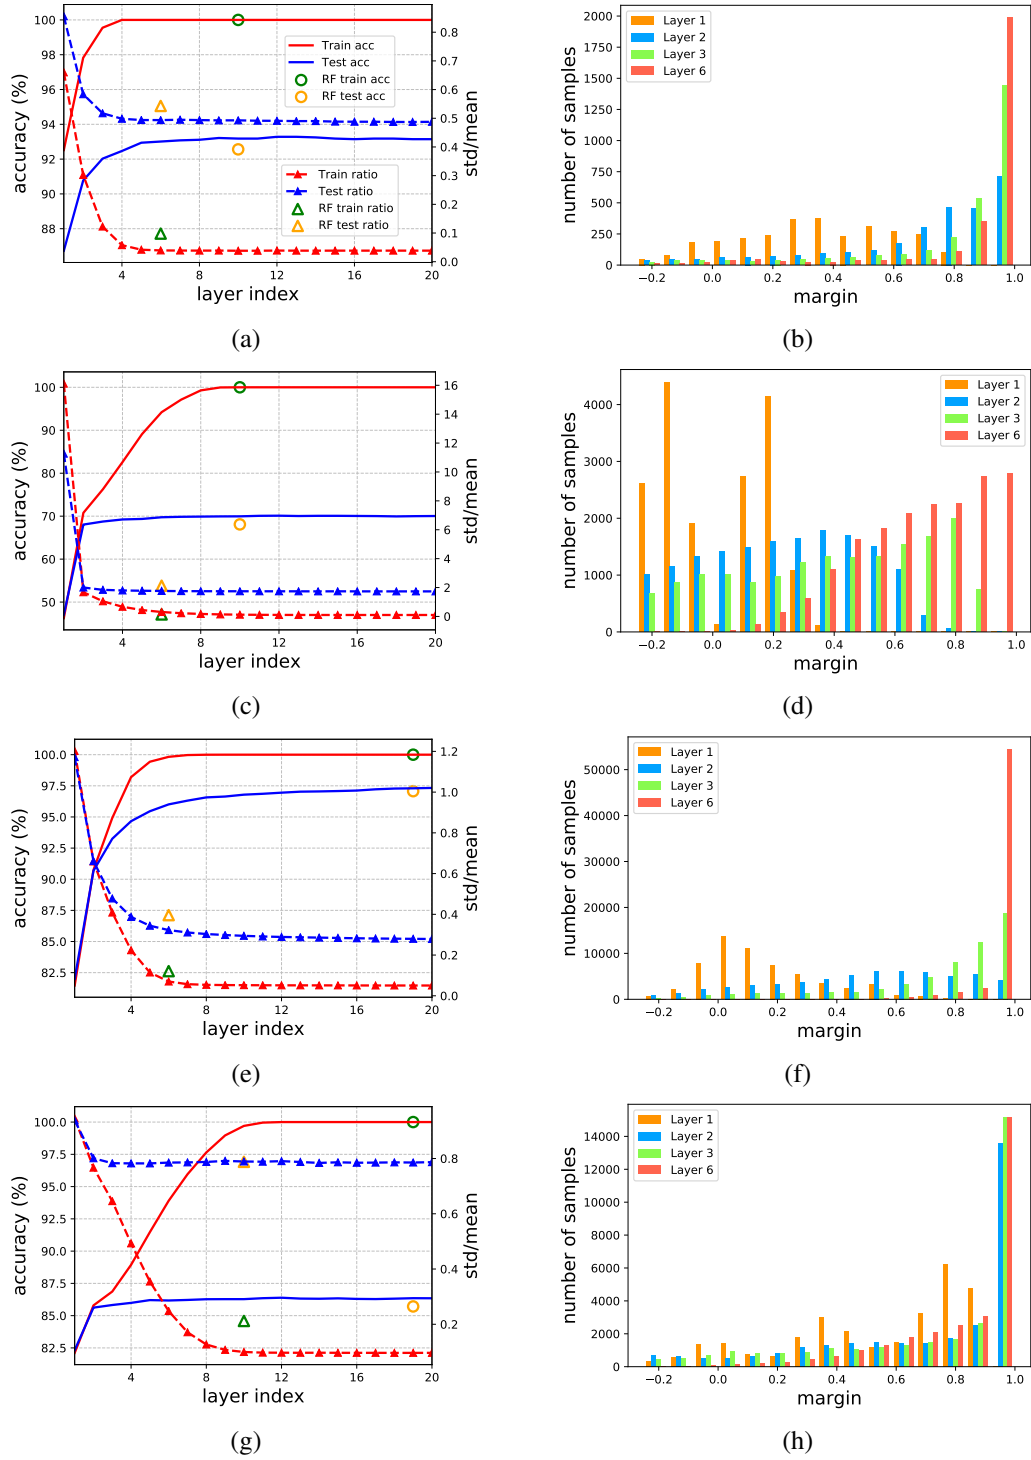 100
98
96
94
92
90
88
accuracy (%)
0.8
0.7
0.6
0.5
0.4
0.3
0.2
0.1
0.0
std/mean
Train acc
Test acc
RF train acc
RF test acc
Train ratio
Test ratio
RF train ratio
RF test ratio
4 8 12 16 20
layer index
(a)
2000
1750
1500
1250
1000
750
500
250
0
number of samples
Layer 1
Layer 2
Layer 3
Layer 6
−0.2 0.0 0.2 0.4 0.6 0.8 1.0
margin
(b)
100
90
80
70
60
50
accuracy (%)
16
14
12
10
8
6
4
2
0
std/mean
4 8 12 16 20
layer index
(c)
4000
3000
2000
1000
0
number of samples
Layer 1
Layer 2
Layer 3
Layer 6
−0.2 0.0 0.2 0.4 0.6 0.8 1.0
margin
(d)
100.0
97.5
95.0
92.5
90.0
87.5
85.0
82.5
accuracy (%)
1.2
1.0
0.8
0.6
0.4
0.2
0.0
std/mean
4 8 12 16 20
layer index
(e)
50000
40000
30000
20000
10000
0
number of samples
Layer 1
Layer 2
Layer 3
Layer 6
−0.2 0.0 0.2 0.4 0.6 0.8 1.0
margin
(f)
100.0
97.5
95.0
92.5
90.0
87.5
85.0
82.5
accuracy (%)
0.8
0.6
0.4
0.2
std/mean
4 8 12 16 20
layer index
(g)
14000
12000
10000
8000
6000
4000
2000
0
number of samples
Layer 1
Layer 2
Layer 3
Layer 6
−0.2 0.0 0.2 0.4 0.6 0.8 1.0
margin
(h)